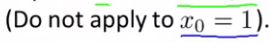 (Do not apply to x₀ = 1).